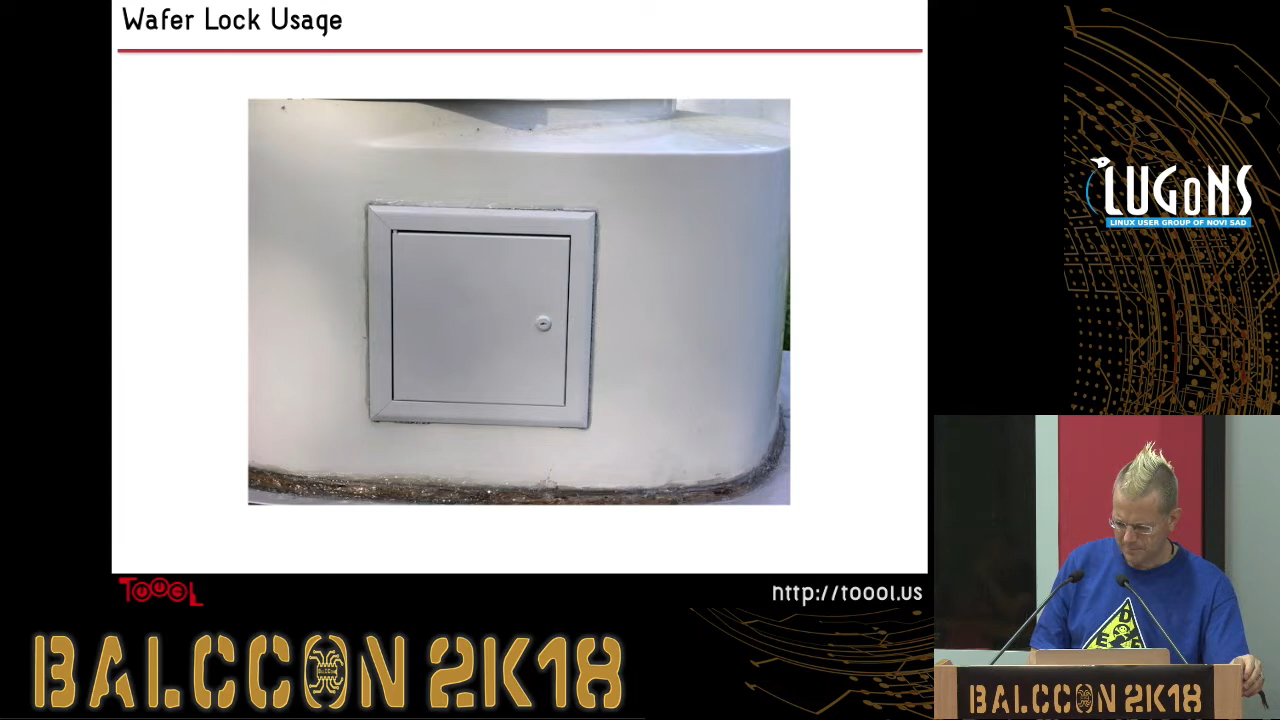 Wafer Lock Usage
LUGoNS
LINUX USER GROUP OF NOVI SAD
TOOOL
http://toool.us
BALCCON 2K18
BALCCON 2K18